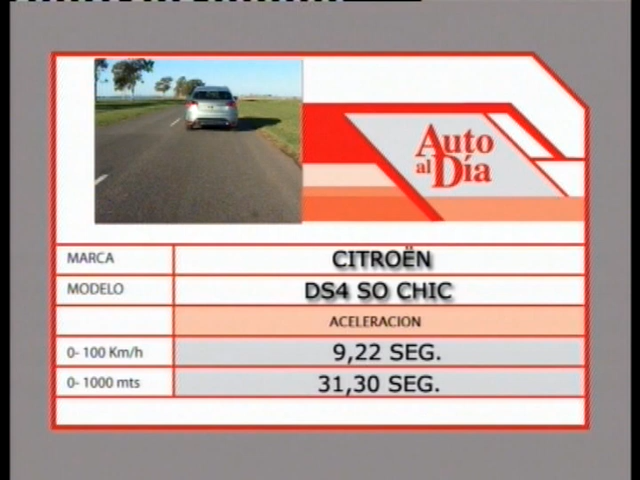 Auto
al Día
MARCA CITROËN
MODELO DS4 SO CHIC
ACELERACION
0- 100 Km/h 9,22 SEG.
0- 1000 mts 31,30 SEG.